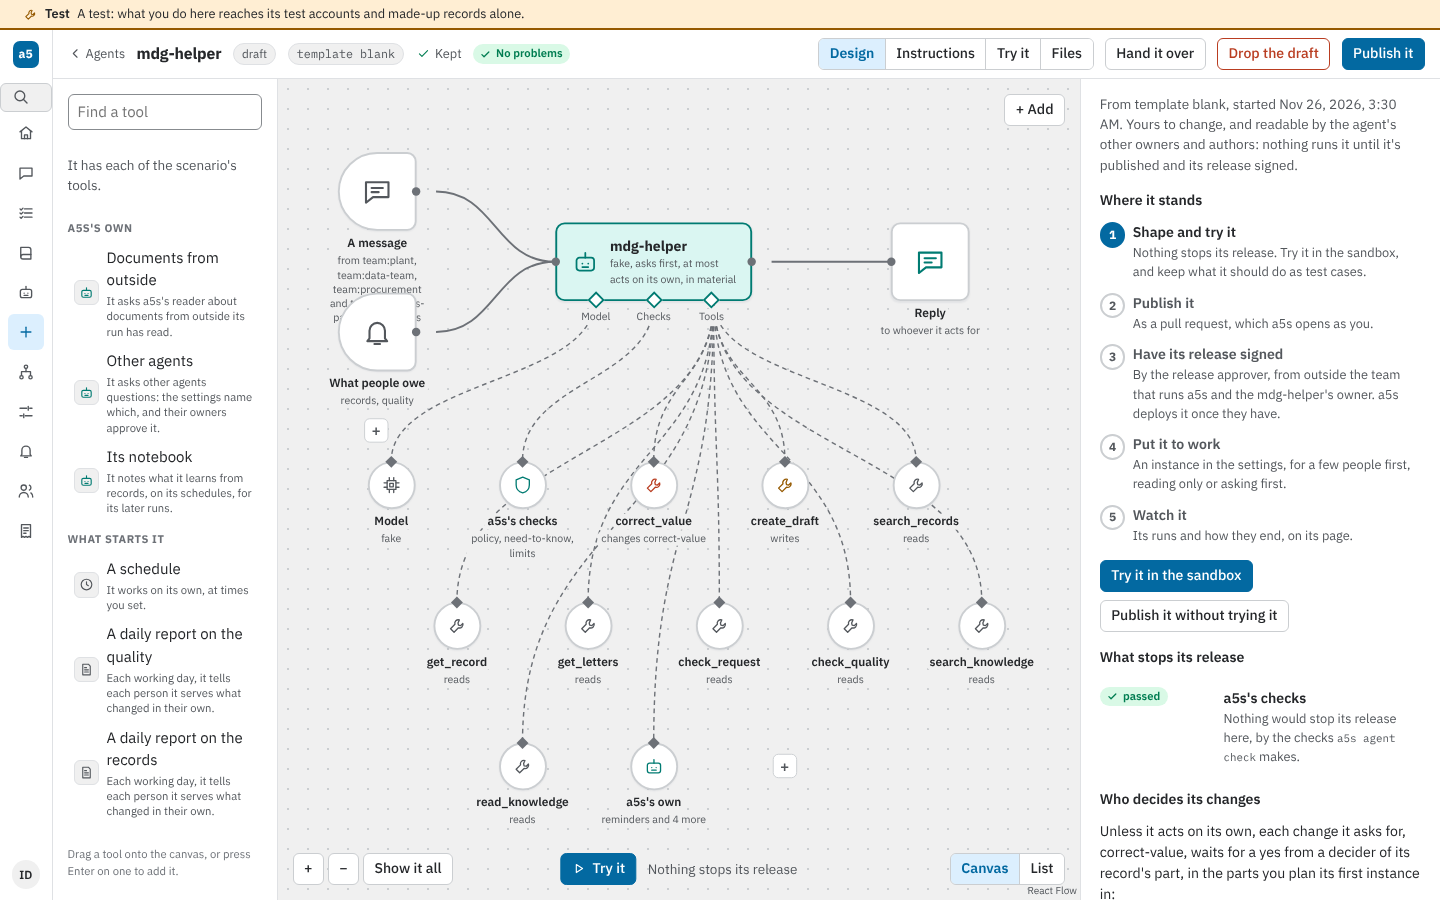 Test A test: what you do here reaches its test accounts and made-up records alone.
a5
Agents
mdg-helper
draft
template blank
Kept
No problems
Design
Instructions
Try it
Files
Hand it over
Drop the draft
Publish it
Find a tool
It has each of the scenario's
tools.
A5S'S OWN
Documents from
outside
It asks a5s's reader about
documents from outside its
run has read.
Other agents
It asks other agents
questions: the settings name
which, and their owners
approve it.
Its notebook
It notes what it learns from
records, on its schedules, for
its later runs.
WHAT STARTS IT
A schedule
It works on its own, at times
you set.
A daily report on the
quality
Each working day, it tells
each person it serves what
changed in their own.
A daily report on the
records
Each working day, it tells
each person it serves what
changed in their own.
Drag a tool onto the canvas, or press
Enter on one to add it.
ID
+ Add
A message
from team:plant,
team:data-team,
team:procurement
What people owe
records, quality
+
mdg-helper
fake, asks first, at most
acts on its own, in material
Model
Checks
Tools
Reply
to whoever it acts for
Model
fake
a5s's checks
policy, need-to-know,
limits
correct_value
changes correct-value
create_draft
writes
search_records
reads
get_record
reads
get_letters
reads
check_request
reads
check_quality
reads
search_knowledge
reads
read_knowledge
reads
a5s's own
reminders and 4 more
+
+
−
Show it all
Try it
Nothing stops its release
Canvas
List
React Flow
From template blank, started Nov 26, 2026, 3:30
AM. Yours to change, and readable by the agent's
other owners and authors: nothing runs it until it's
published and its release signed.
Where it stands
1
Shape and try it
Nothing stops its release. Try it in the sandbox,
and keep what it should do as test cases.
2
Publish it
As a pull request, which a5s opens as you.
3
Have its release signed
By the release approver, from outside the team
that runs a5s and the mdg-helper's owner. a5s
deploys it once they have.
4
Put it to work
An instance in the settings, for a few people first,
reading only or asking first.
5
Watch it
Its runs and how they end, on its page.
Try it in the sandbox
Publish it without trying it
What stops its release
passed
a5s's checks
Nothing would stop its release
here, by the checks a5s agent
check makes.
Who decides its changes
Unless it acts on its own, each change it asks for,
correct-value, waits for a yes from a decider of its
record's part, in the parts you plan its first instance
in: